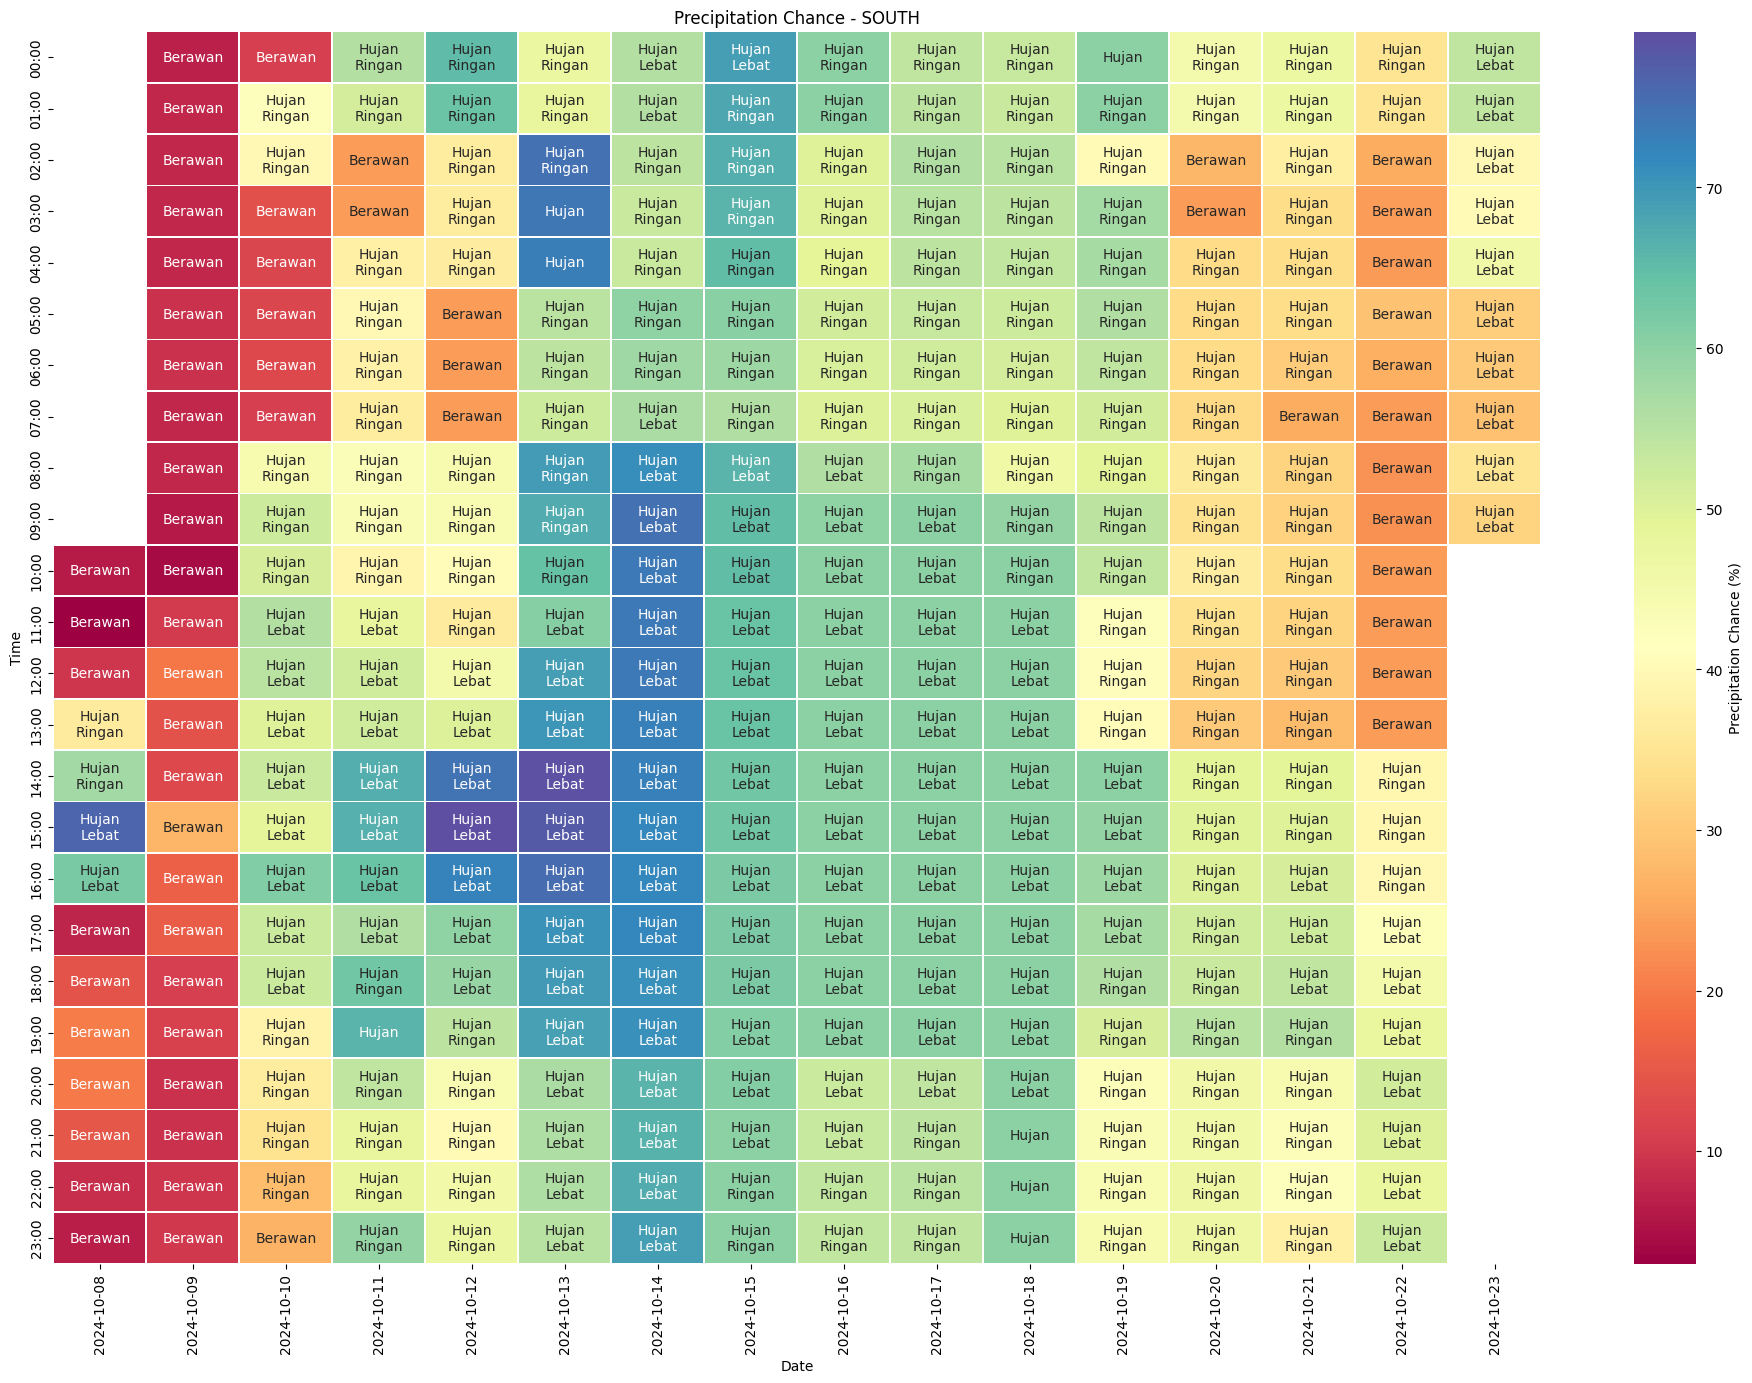 Precipitation Chance - SOUTH
00:00 Berawan Berawan Hujan Ringan Hujan Ringan Hujan Ringan Hujan Lebat Hujan Lebat Hujan Ringan Hujan Ringan Hujan Ringan Hujan Hujan Ringan Hujan Ringan Hujan Ringan Hujan Lebat
01:00 Berawan Hujan Ringan Hujan Ringan Hujan Ringan Hujan Ringan Hujan Lebat Hujan Ringan Hujan Ringan Hujan Ringan Hujan Ringan Hujan Ringan Hujan Ringan Hujan Ringan Hujan Ringan Hujan Lebat
02:00 Berawan Hujan Ringan Berawan Hujan Ringan Hujan Ringan Hujan Ringan Hujan Ringan Hujan Ringan Hujan Ringan Hujan Ringan Hujan Ringan Berawan Hujan Ringan Berawan Hujan Lebat
03:00 Berawan Berawan Berawan Hujan Ringan Hujan Hujan Ringan Hujan Ringan Hujan Ringan Hujan Ringan Hujan Ringan Hujan Ringan Berawan Hujan Ringan Berawan Hujan Lebat
04:00 Berawan Berawan Hujan Ringan Hujan Ringan Hujan Hujan Ringan Hujan Ringan Hujan Ringan Hujan Ringan Hujan Ringan Hujan Ringan Hujan Ringan Hujan Ringan Berawan Hujan Lebat
05:00 Berawan Berawan Hujan Ringan Berawan Hujan Ringan Hujan Ringan Hujan Ringan Hujan Ringan Hujan Ringan Hujan Ringan Hujan Ringan Hujan Ringan Hujan Ringan Berawan Hujan Lebat
06:00 Berawan Berawan Hujan Ringan Berawan Hujan Ringan Hujan Ringan Hujan Ringan Hujan Ringan Hujan Ringan Hujan Ringan Hujan Ringan Hujan Ringan Hujan Ringan Berawan Hujan Lebat
07:00 Berawan Berawan Hujan Ringan Berawan Hujan Ringan Hujan Lebat Hujan Ringan Hujan Ringan Hujan Ringan Hujan Ringan Hujan Ringan Hujan Ringan Berawan Berawan Hujan Lebat
08:00 Berawan Hujan Ringan Hujan Ringan Hujan Ringan Hujan Ringan Hujan Lebat Hujan Lebat Hujan Lebat Hujan Ringan Hujan Ringan Hujan Ringan Hujan Ringan Hujan Ringan Berawan Hujan Lebat
09:00 Berawan Hujan Ringan Hujan Ringan Hujan Ringan Hujan Ringan Hujan Lebat Hujan Lebat Hujan Lebat Hujan Lebat Hujan Ringan Hujan Ringan Hujan Ringan Hujan Ringan Berawan Hujan Lebat
10:00 Berawan Berawan Hujan Ringan Hujan Ringan Hujan Ringan Hujan Ringan Hujan Lebat Hujan Lebat Hujan Lebat Hujan Lebat Hujan Ringan Hujan Ringan Hujan Ringan Hujan Ringan Berawan
11:00 Berawan Berawan Hujan Lebat Hujan Lebat Hujan Ringan Hujan Lebat Hujan Lebat Hujan Lebat Hujan Lebat Hujan Lebat Hujan Lebat Hujan Ringan Hujan Ringan Hujan Ringan Berawan
12:00 Berawan Berawan Hujan Lebat Hujan Lebat Hujan Lebat Hujan Lebat Hujan Lebat Hujan Lebat Hujan Lebat Hujan Lebat Hujan Lebat Hujan Ringan Hujan Ringan Hujan Ringan Berawan
13:00 Hujan Ringan Berawan Hujan Lebat Hujan Lebat Hujan Lebat Hujan Lebat Hujan Lebat Hujan Lebat Hujan Lebat Hujan Lebat Hujan Lebat Hujan Ringan Hujan Ringan Hujan Ringan Berawan
14:00 Hujan Ringan Berawan Hujan Lebat Hujan Lebat Hujan Lebat Hujan Lebat Hujan Lebat Hujan Lebat Hujan Lebat Hujan Lebat Hujan Lebat Hujan Lebat Hujan Ringan Hujan Ringan Hujan Ringan
15:00 Hujan Lebat Berawan Hujan Lebat Hujan Lebat Hujan Lebat Hujan Lebat Hujan Lebat Hujan Lebat Hujan Lebat Hujan Lebat Hujan Lebat Hujan Lebat Hujan Ringan Hujan Ringan Hujan Ringan
16:00 Hujan Lebat Berawan Hujan Lebat Hujan Lebat Hujan Lebat Hujan Lebat Hujan Lebat Hujan Lebat Hujan Lebat Hujan Lebat Hujan Lebat Hujan Lebat Hujan Ringan Hujan Lebat Hujan Ringan
17:00 Berawan Berawan Hujan Lebat Hujan Lebat Hujan Lebat Hujan Lebat Hujan Lebat Hujan Lebat Hujan Lebat Hujan Lebat Hujan Lebat Hujan Lebat Hujan Ringan Hujan Lebat Hujan Lebat
18:00 Berawan Berawan Hujan Lebat Hujan Ringan Hujan Lebat Hujan Lebat Hujan Lebat Hujan Lebat Hujan Lebat Hujan Lebat Hujan Lebat Hujan Ringan Hujan Ringan Hujan Lebat Hujan Lebat
19:00 Berawan Berawan Hujan Ringan Hujan Hujan Ringan Hujan Lebat Hujan Lebat Hujan Lebat Hujan Lebat Hujan Lebat Hujan Lebat Hujan Ringan Hujan Ringan Hujan Ringan Hujan Lebat
20:00 Berawan Berawan Hujan Ringan Hujan Ringan Hujan Ringan Hujan Lebat Hujan Lebat Hujan Lebat Hujan Lebat Hujan Lebat Hujan Lebat Hujan Ringan Hujan Ringan Hujan Ringan Hujan Lebat
21:00 Berawan Berawan Hujan Ringan Hujan Ringan Hujan Ringan Hujan Lebat Hujan Lebat Hujan Lebat Hujan Lebat Hujan Ringan Hujan Hujan Ringan Hujan Ringan Hujan Ringan Hujan Lebat
22:00 Berawan Berawan Hujan Ringan Hujan Ringan Hujan Ringan Hujan Lebat Hujan Lebat Hujan Ringan Hujan Ringan Hujan Ringan Hujan Hujan Ringan Hujan Ringan Hujan Ringan Hujan Lebat
23:00 Berawan Berawan Berawan Hujan Ringan Hujan Ringan Hujan Lebat Hujan Lebat Hujan Ringan Hujan Ringan Hujan Ringan Hujan Hujan Ringan Hujan Ringan Hujan Ringan Hujan Lebat
Time
2024-10-08 2024-10-09 2024-10-10 2024-10-11 2024-10-12 2024-10-13 2024-10-14 2024-10-15 2024-10-16 2024-10-17 2024-10-18 2024-10-19 2024-10-20 2024-10-21 2024-10-22 2024-10-23
Date
70
60
50
40
30
20
10
Precipitation Chance (%)